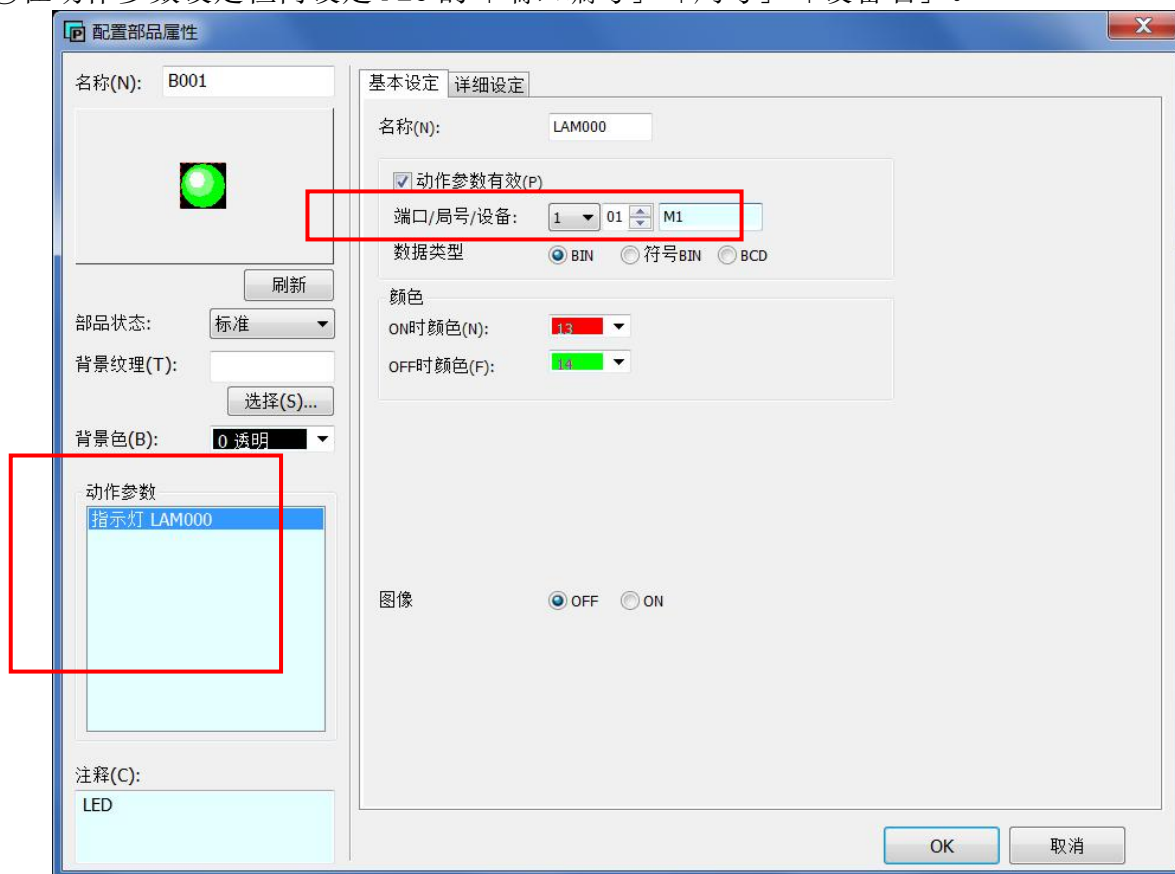 配置部品属性
名称(N): B001
刷新
部品状态: 标准
背景纹理(T):
选择(S)...
背景色(B): 0 透明
动作参数
指示灯 LAM000
注释(C):
LED
基本设定 详细设定
名称(N): LAM000
动作参数有效(P)
端口/局号/设备: 1 01 M1
数据类型 BIN 符号BIN BCD
颜色
ON时颜色(N): 13
OFF时颜色(F): 14
图像 OFF ON
OK 取消